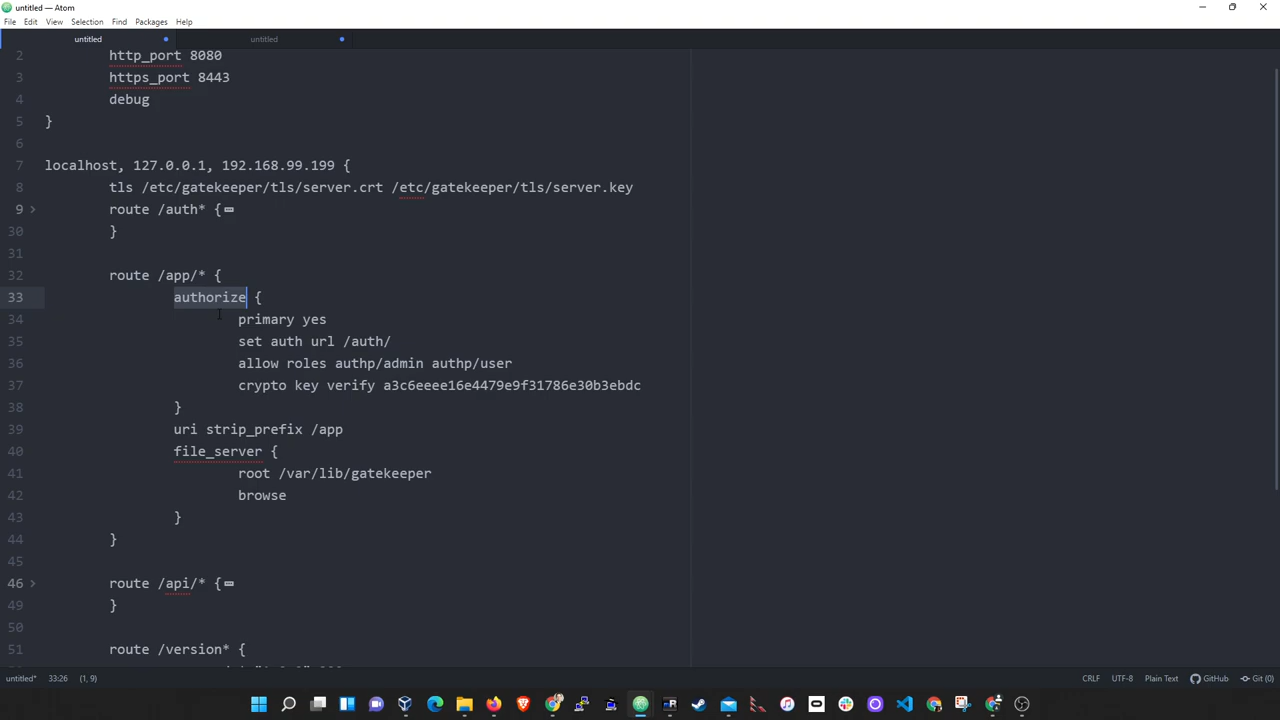 untitled — Atom
File Edit View Selection Find Packages Help
untitled untitled
2 http_port 8080
3 https_port 8443
4 debug
5 }
6
7 localhost, 127.0.0.1, 192.168.99.199 {
8 tls /etc/gatekeeper/tls/server.crt /etc/gatekeeper/tls/server.key
9 route /auth* {
30 }
31
32 route /app/* {
33 authorize {
34 primary yes
35 set auth url /auth/
36 allow roles authp/admin authp/user
37 crypto key verify a3c6eeee16e4479e9f31786e30b3ebdc
38 }
39 uri strip_prefix /app
40 file_server {
41 root /var/lib/gatekeeper
42 browse
43 }
44 }
45
46 route /api/* {
49 }
50
51 route /version* {
untitled* 33:26 (1, 9) CRLF UTF-8 Plain Text GitHub Git (0)